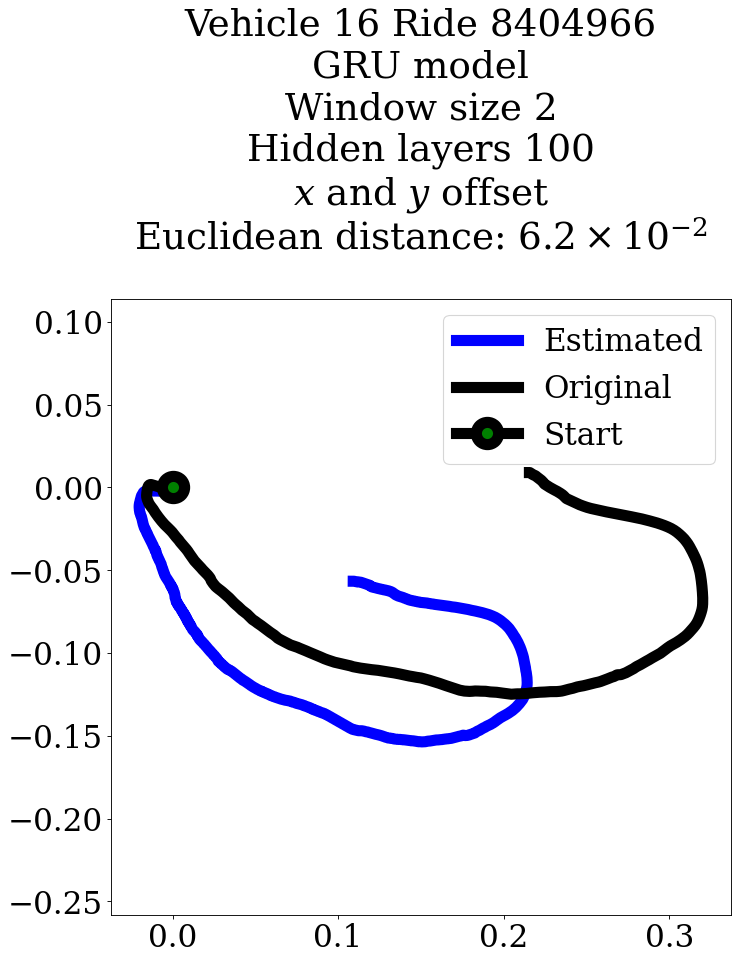 Vehicle 16 Ride 8404966
GRU model
Window size 2
Hidden layers 100
x and y offset
Euclidean distance: 6.2 × 10⁻²
Estimated
Original
Start
0.10
0.05
0.00
−0.05
−0.10
−0.15
−0.20
−0.25
0.0 0.1 0.2 0.3